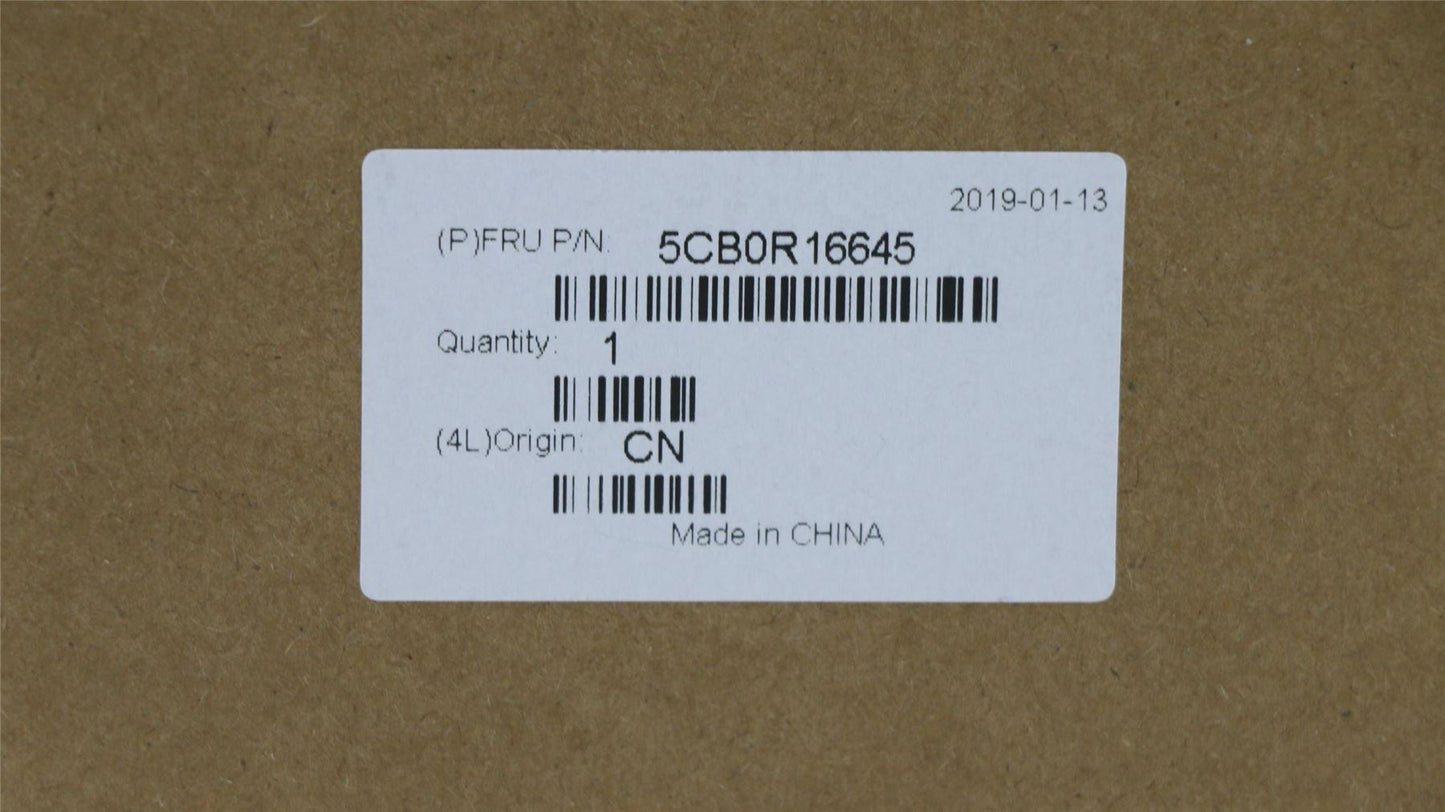 2019-01-13
(P)FRU P/N: 5CB0R16645
Quantity: 1
(4L)Origin: CN
Made in CHINA